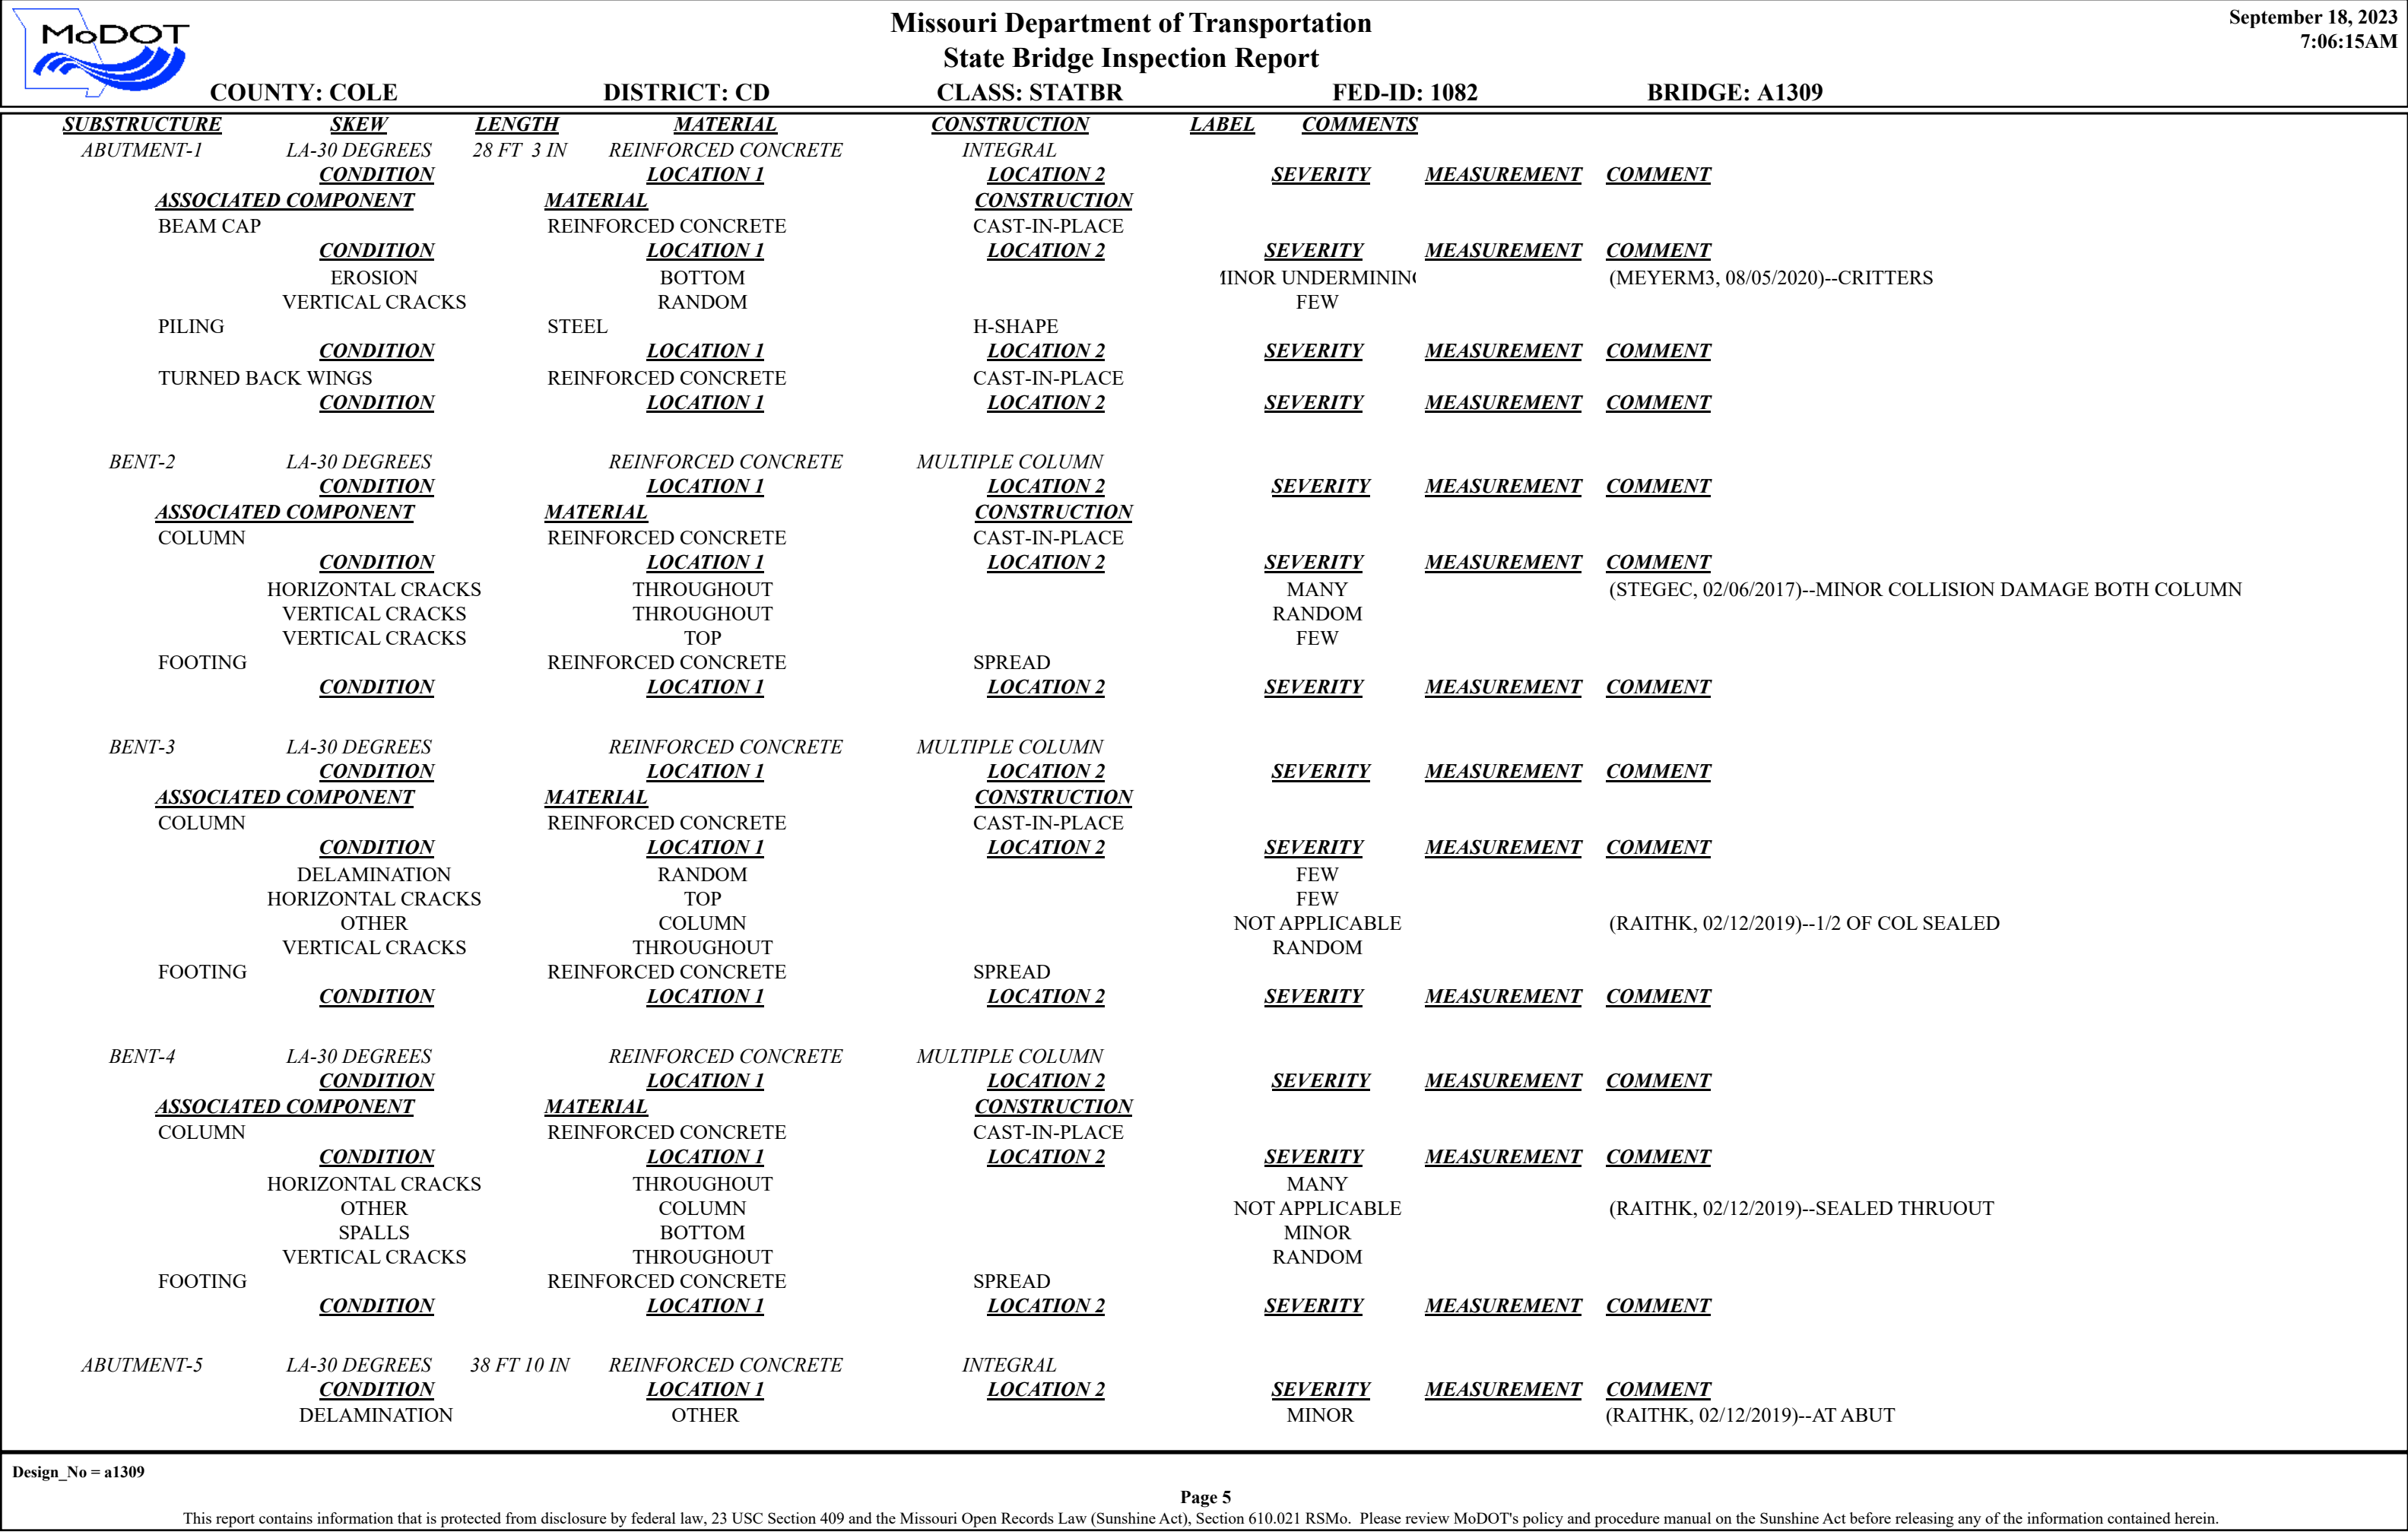 MoDOT
Missouri Department of Transportation
State Bridge Inspection Report
September 18, 2023
7:06:15AM
COUNTY: COLE DISTRICT: CD CLASS: STATBR FED-ID: 1082 BRIDGE: A1309
SUBSTRUCTURE SKEW LENGTH MATERIAL CONSTRUCTION LABEL COMMENTS
ABUTMENT-1 LA-30 DEGREES 28 FT 3 IN REINFORCED CONCRETE INTEGRAL
CONDITION LOCATION 1 LOCATION 2 SEVERITY MEASUREMENT COMMENT
ASSOCIATED COMPONENT MATERIAL CONSTRUCTION
BEAM CAP REINFORCED CONCRETE CAST-IN-PLACE
CONDITION LOCATION 1 LOCATION 2 SEVERITY MEASUREMENT COMMENT
EROSION BOTTOM MINOR UNDERMINING (MEYERM3, 08/05/2020)--CRITTERS
VERTICAL CRACKS RANDOM FEW
PILING STEEL H-SHAPE
CONDITION LOCATION 1 LOCATION 2 SEVERITY MEASUREMENT COMMENT
TURNED BACK WINGS REINFORCED CONCRETE CAST-IN-PLACE
CONDITION LOCATION 1 LOCATION 2 SEVERITY MEASUREMENT COMMENT
BENT-2 LA-30 DEGREES REINFORCED CONCRETE MULTIPLE COLUMN
CONDITION LOCATION 1 LOCATION 2 SEVERITY MEASUREMENT COMMENT
ASSOCIATED COMPONENT MATERIAL CONSTRUCTION
COLUMN REINFORCED CONCRETE CAST-IN-PLACE
CONDITION LOCATION 1 LOCATION 2 SEVERITY MEASUREMENT COMMENT
HORIZONTAL CRACKS THROUGHOUT MANY (STEGEC, 02/06/2017)--MINOR COLLISION DAMAGE BOTH COLUMN
VERTICAL CRACKS THROUGHOUT RANDOM
VERTICAL CRACKS TOP FEW
FOOTING REINFORCED CONCRETE SPREAD
CONDITION LOCATION 1 LOCATION 2 SEVERITY MEASUREMENT COMMENT
BENT-3 LA-30 DEGREES REINFORCED CONCRETE MULTIPLE COLUMN
CONDITION LOCATION 1 LOCATION 2 SEVERITY MEASUREMENT COMMENT
ASSOCIATED COMPONENT MATERIAL CONSTRUCTION
COLUMN REINFORCED CONCRETE CAST-IN-PLACE
CONDITION LOCATION 1 LOCATION 2 SEVERITY MEASUREMENT COMMENT
DELAMINATION RANDOM FEW
HORIZONTAL CRACKS TOP FEW
OTHER COLUMN NOT APPLICABLE (RAITHK, 02/12/2019)--1/2 OF COL SEALED
VERTICAL CRACKS THROUGHOUT RANDOM
FOOTING REINFORCED CONCRETE SPREAD
CONDITION LOCATION 1 LOCATION 2 SEVERITY MEASUREMENT COMMENT
BENT-4 LA-30 DEGREES REINFORCED CONCRETE MULTIPLE COLUMN
CONDITION LOCATION 1 LOCATION 2 SEVERITY MEASUREMENT COMMENT
ASSOCIATED COMPONENT MATERIAL CONSTRUCTION
COLUMN REINFORCED CONCRETE CAST-IN-PLACE
CONDITION LOCATION 1 LOCATION 2 SEVERITY MEASUREMENT COMMENT
HORIZONTAL CRACKS THROUGHOUT MANY
OTHER COLUMN NOT APPLICABLE (RAITHK, 02/12/2019)--SEALED THRUOUT
SPALLS BOTTOM MINOR
VERTICAL CRACKS THROUGHOUT RANDOM
FOOTING REINFORCED CONCRETE SPREAD
CONDITION LOCATION 1 LOCATION 2 SEVERITY MEASUREMENT COMMENT
ABUTMENT-5 LA-30 DEGREES 38 FT 10 IN REINFORCED CONCRETE INTEGRAL
CONDITION LOCATION 1 LOCATION 2 SEVERITY MEASUREMENT COMMENT
DELAMINATION OTHER MINOR (RAITHK, 02/12/2019)--AT ABUT
Design_No = a1309
Page 5
This report contains information that is protected from disclosure by federal law, 23 USC Section 409 and the Missouri Open Records Law (Sunshine Act), Section 610.021 RSMo. Please review MoDOT's policy and procedure manual on the Sunshine Act before releasing any of the information contained herein.